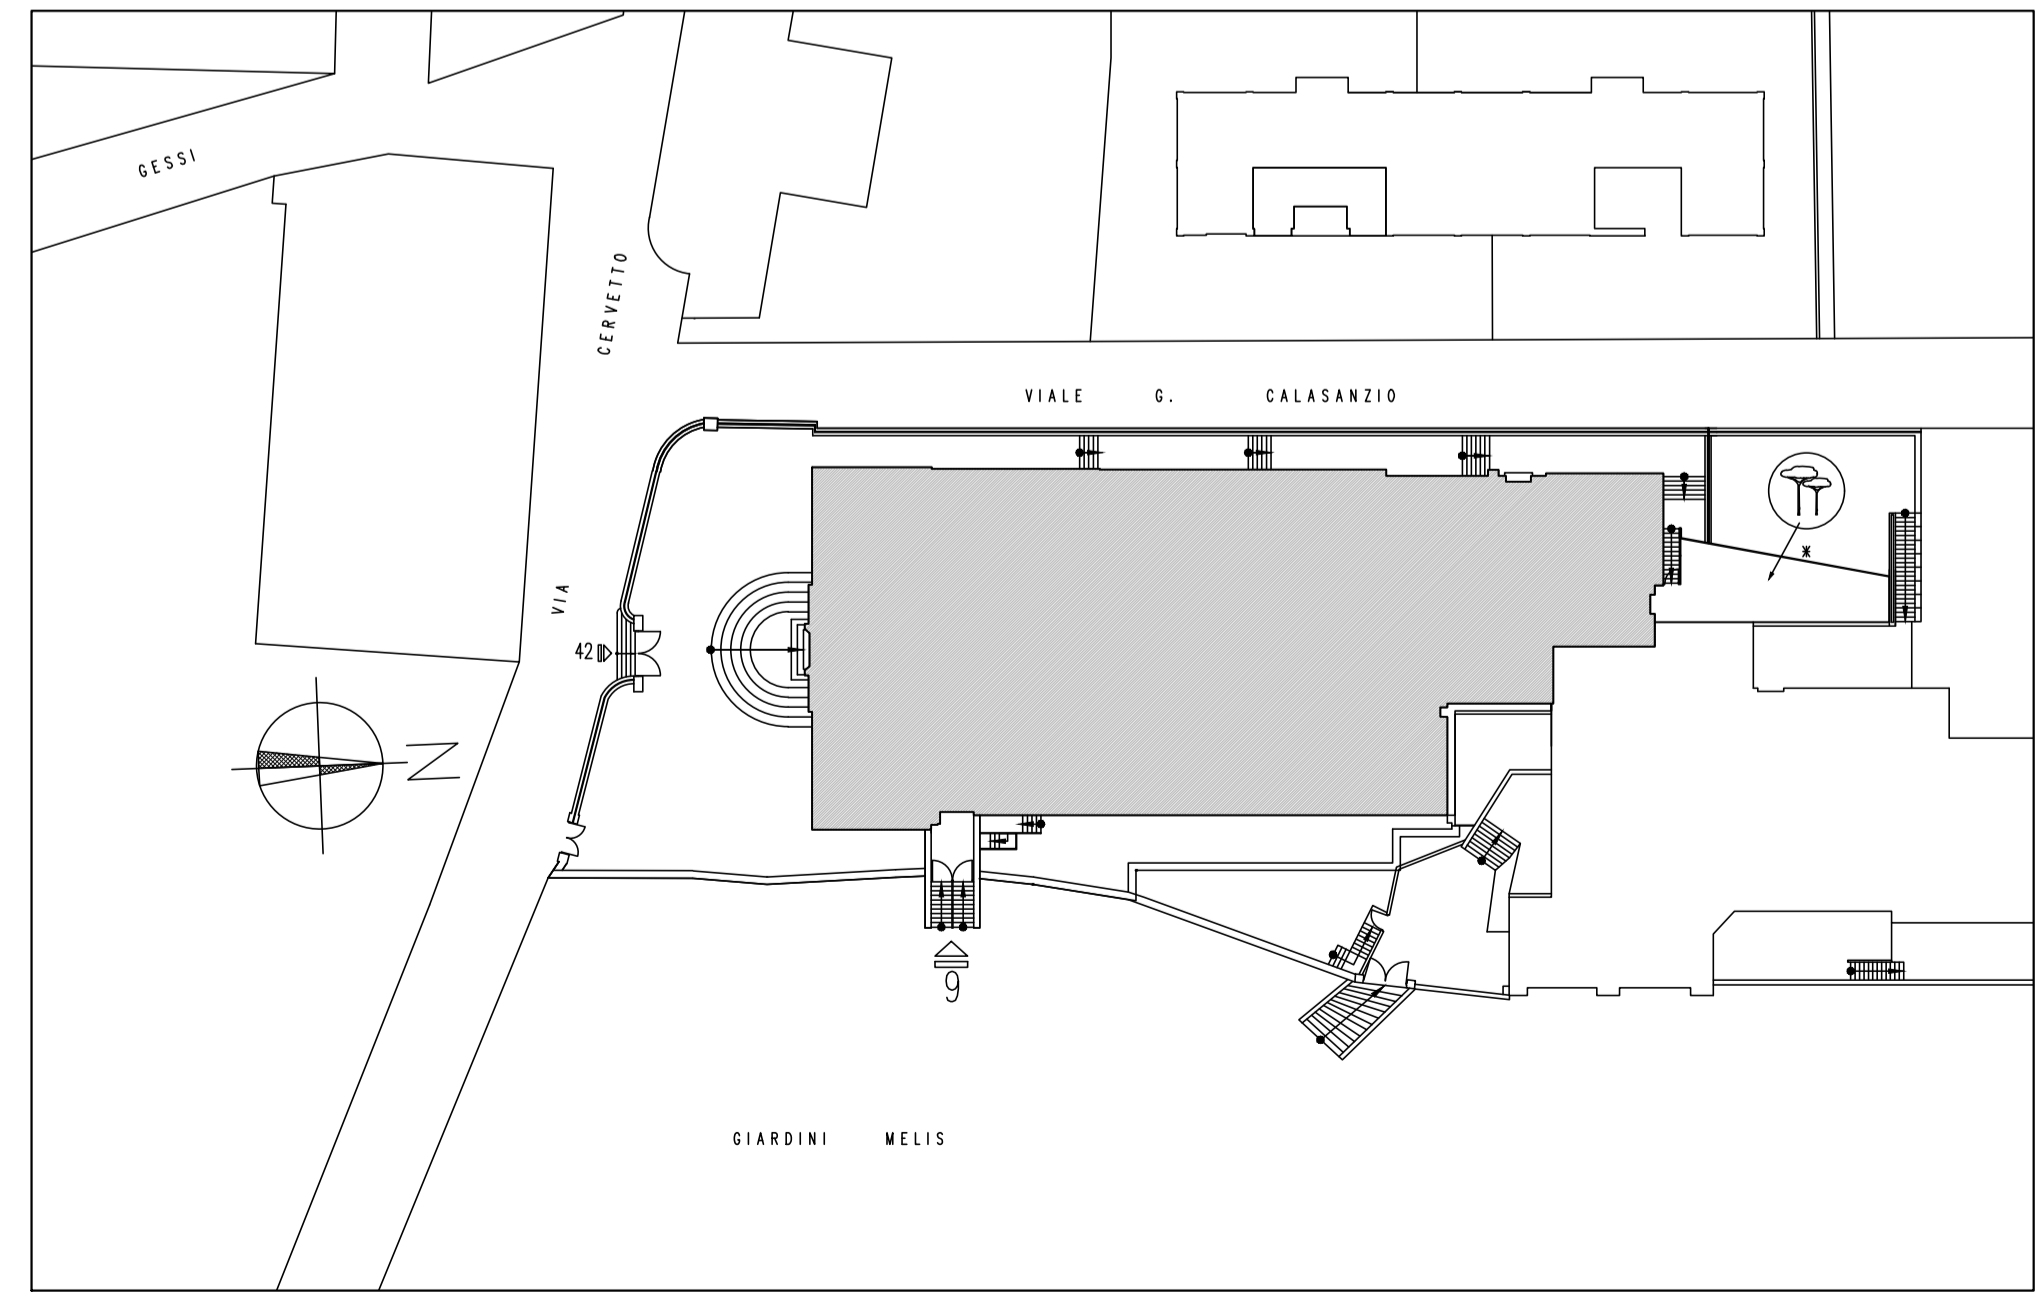 GESSI
CERVETTO
VIALE G. CALASANZIO
*
VIA
42
N
9
GIARDINI MELIS